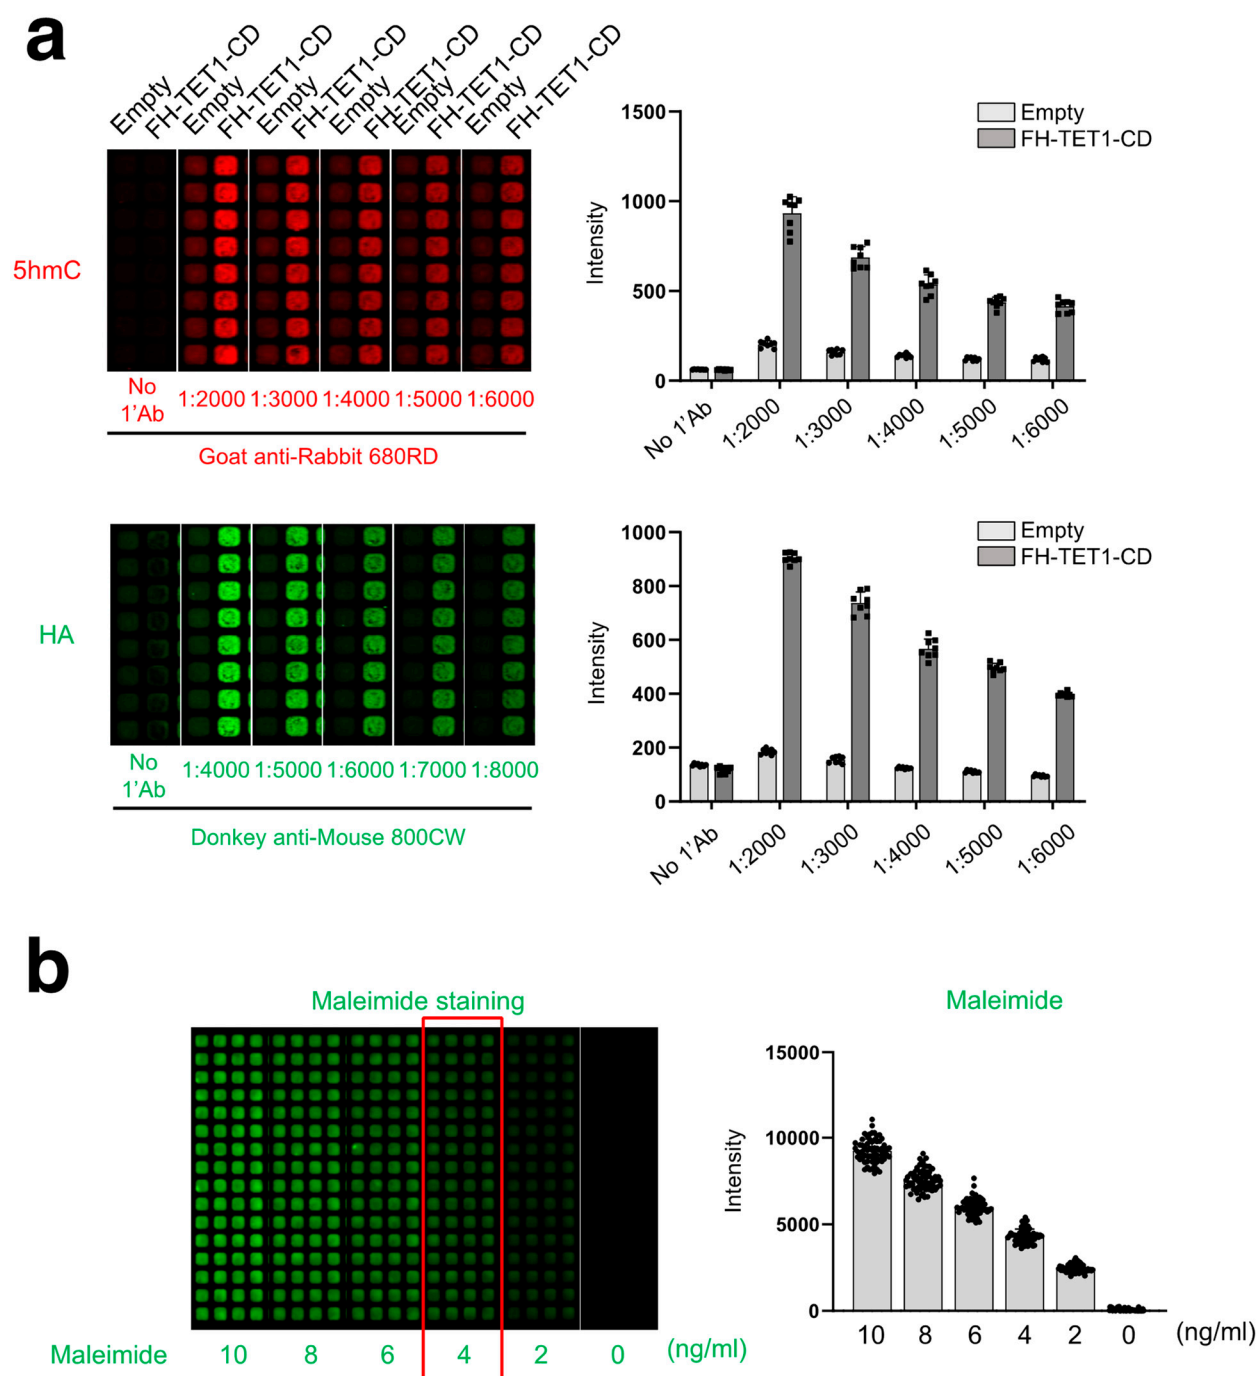 a
Empty
FH-TET1-CD
Empty
FH-TET1-CD
Empty
FH-TET1-CD
Empty
FH-TET1-CD
Empty
FH-TET1-CD
Empty
FH-TET1-CD
5hmC
No 1'Ab
1:2000 1:3000 1:4000 1:5000 1:6000
Goat anti-Rabbit 680RD
Intensity
1500
1000
500
0
Empty
FH-TET1-CD
No 1'Ab
1:2000
1:3000
1:4000
1:5000
1:6000
HA
No 1'Ab
1:4000 1:5000 1:6000 1:7000 1:8000
Donkey anti-Mouse 800CW
Intensity
1000
800
600
400
200
0
Empty
FH-TET1-CD
No 1'Ab
1:2000
1:3000
1:4000
1:5000
1:6000
b
Maleimide staining
Maleimide 10 8 6 4 2 0 (ng/ml)
Maleimide
Intensity
15000
10000
5000
0
10 8 6 4 2 0 (ng/ml)